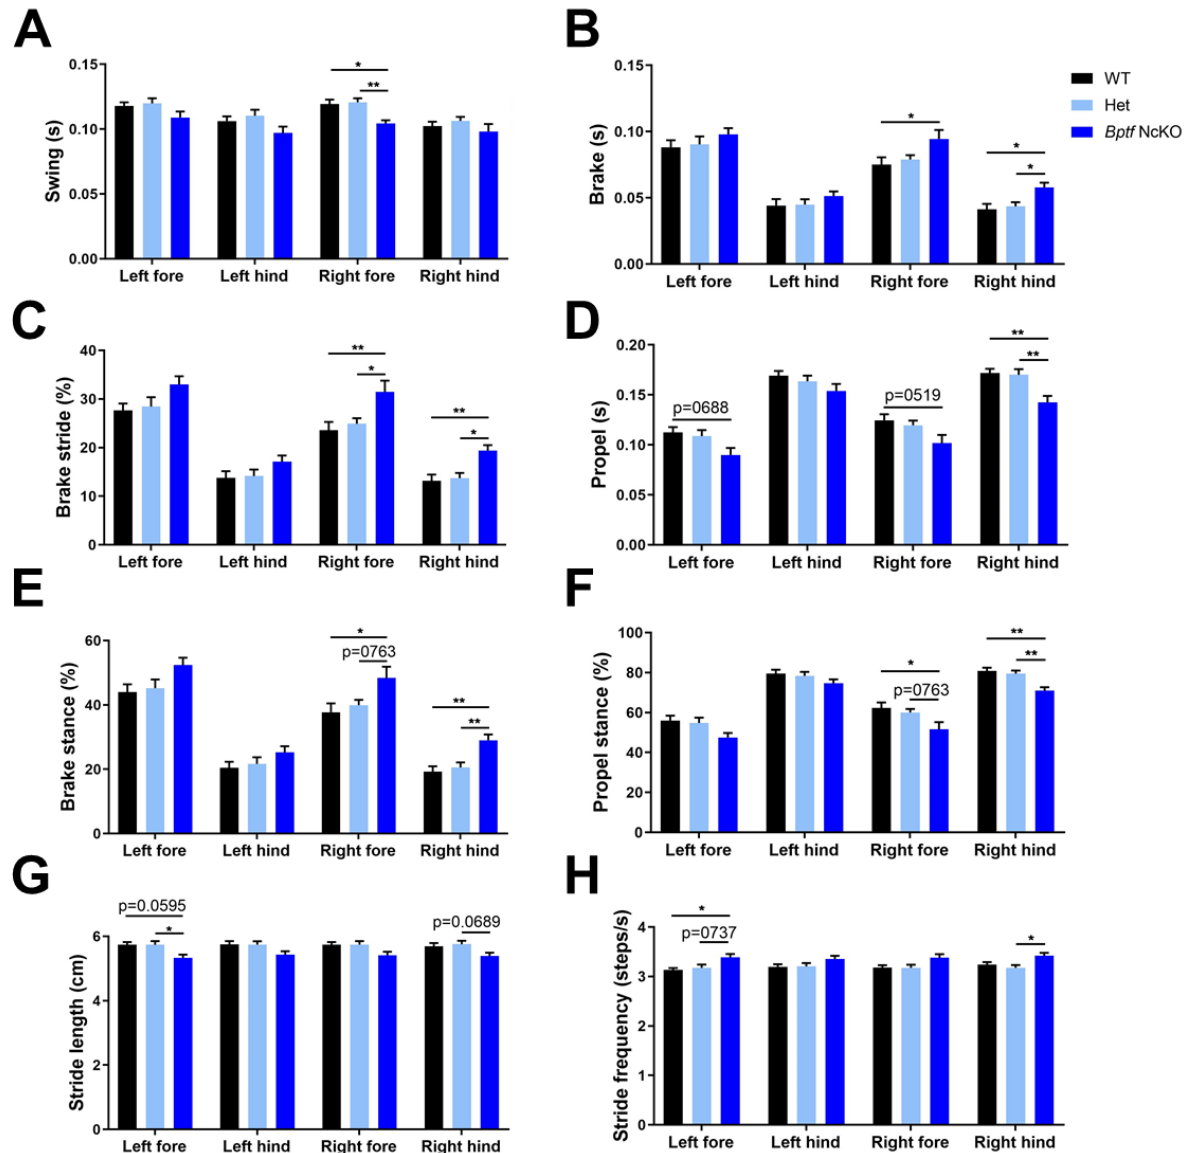 A
Swing (s)
0.15
0.10
0.05
0.00
*
**
Left fore
Left hind
Right fore
Right hind
B
Brake (s)
0.15
0.10
0.05
0.00
*
*
*
Left fore
Left hind
Right fore
Right hind
WT
Het
Bptf NcKO
C
Brake stride (%)
40
30
20
10
0
**
*
**
*
Left fore
Left hind
Right fore
Right hind
D
Propel (s)
0.20
0.15
0.10
0.05
0.00
p=0688
p=0519
**
**
Left fore
Left hind
Right fore
Right hind
E
Brake stance (%)
60
40
20
0
*
p=0763
**
**
Left fore
Left hind
Right fore
Right hind
F
Propel stance (%)
100
80
60
40
20
0
*
p=0763
**
**
Left fore
Left hind
Right fore
Right hind
G
Stride length (cm)
6
4
2
0
p=0.0595
*
p=0.0689
Left fore
Left hind
Right fore
Right hind
H
Stride frequency (steps/s)
4
3
2
1
0
*
p=0737
*
Left fore
Left hind
Right fore
Right hind